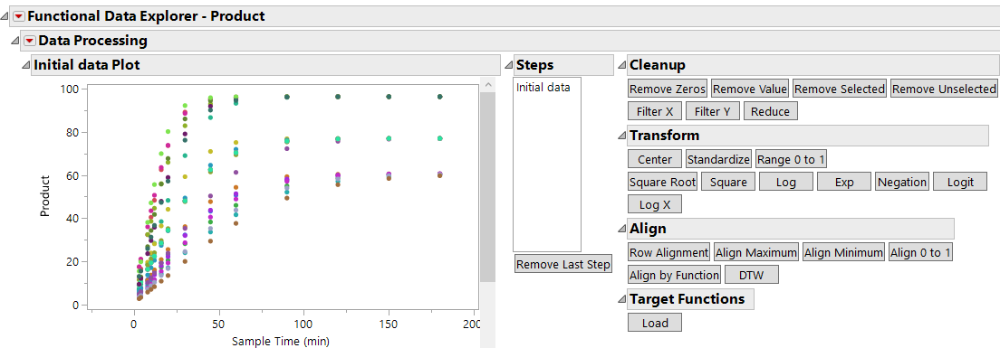 Functional Data Explorer - Product
Data Processing
Initial data Plot
100
80
60
40
20
0
Product
0
50
100
150
200
Sample Time (min)
Steps
Initial data
Remove Last Step
Cleanup
Remove Zeros Remove Value Remove Selected Remove Unselected
Filter X Filter Y Reduce
Transform
Center Standardize Range 0 to 1
Square Root Square Log Exp Negation Logit
Log X
Align
Row Alignment Align Maximum Align Minimum Align 0 to 1
Align by Function DTW
Target Functions
Load